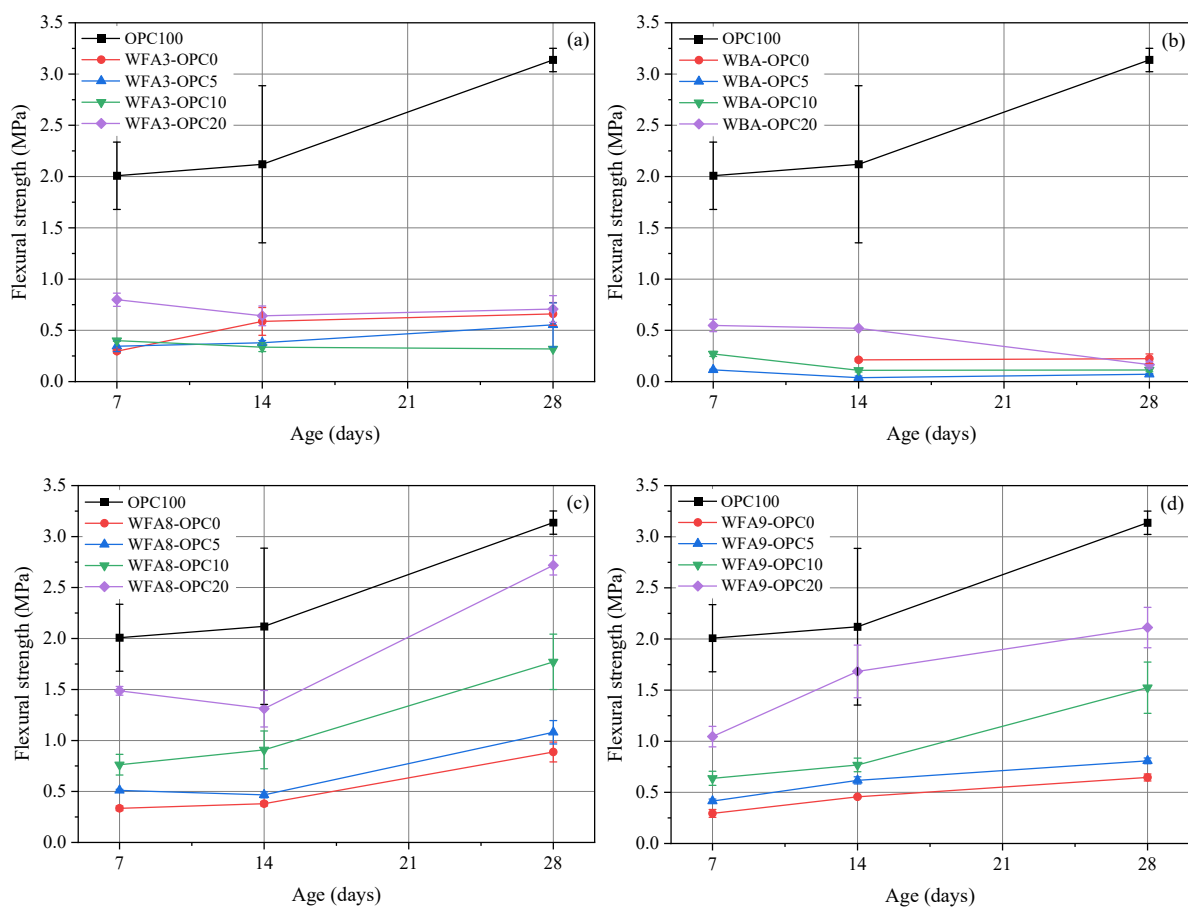 (a)
OPC100
WFA3-OPC0
WFA3-OPC5
WFA3-OPC10
WFA3-OPC20
Flexural strength (MPa)
3.5
3.0
2.5
2.0
1.5
1.0
0.5
0.0
7 14 21 28
Age (days)
(b)
OPC100
WBA-OPC0
WBA-OPC5
WBA-OPC10
WBA-OPC20
Flexural strength (MPa)
3.5
3.0
2.5
2.0
1.5
1.0
0.5
0.0
7 14 21 28
Age (days)
(c)
OPC100
WFA8-OPC0
WFA8-OPC5
WFA8-OPC10
WFA8-OPC20
Flexural strength (MPa)
3.5
3.0
2.5
2.0
1.5
1.0
0.5
0.0
7 14 21 28
Age (days)
(d)
OPC100
WFA9-OPC0
WFA9-OPC5
WFA9-OPC10
WFA9-OPC20
Flexural strength (MPa)
3.5
3.0
2.5
2.0
1.5
1.0
0.5
0.0
7 14 21 28
Age (days)